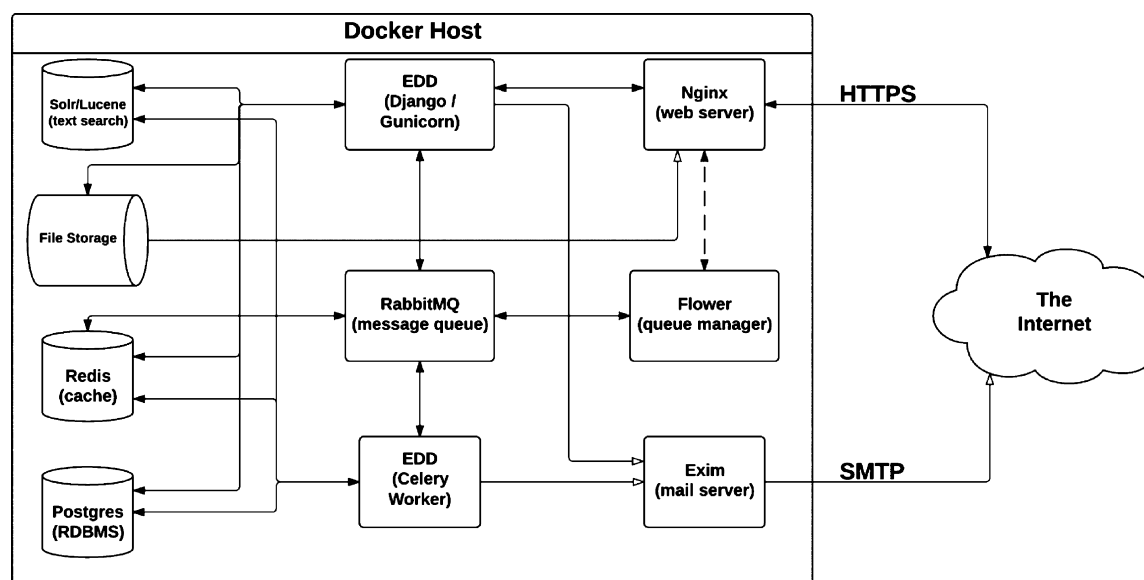 Docker Host
Solr/Lucene
(text search)
EDD
(Django /
Gunicorn)
Nginx
(web server)
HTTPS
File Storage
RabbitMQ
(message queue)
Flower
(queue manager)
The
Internet
Redis
(cache)
EDD
(Celery
Worker)
Exim
(mail server)
SMTP
Postgres
(RDBMS)